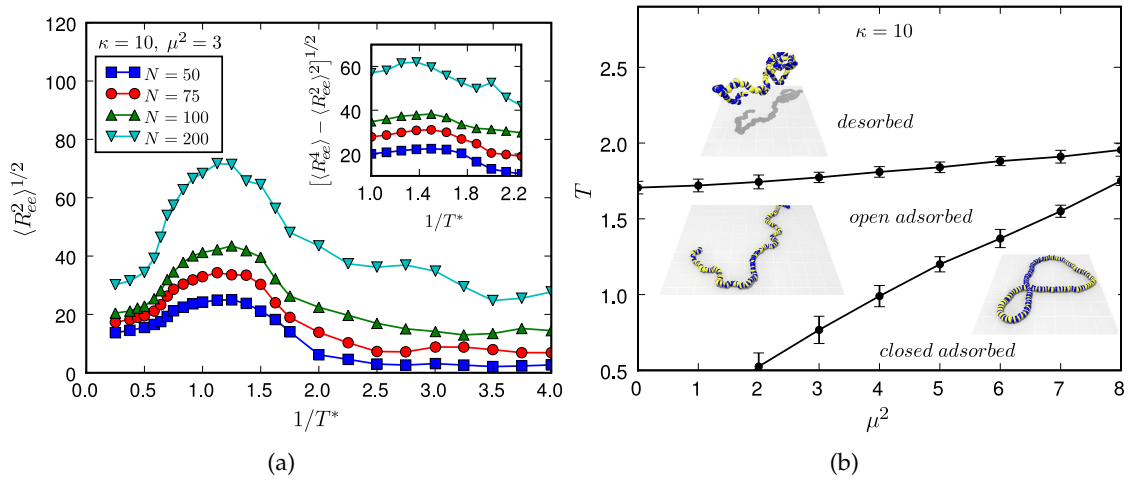 120
100
80
60
40
20
0
⟨R²ₑₑ⟩^1/2
κ = 10, μ² = 3
N = 50
N = 75
N = 100
N = 200
[⟨R⁴ₑₑ⟩ − ⟨R²ₑₑ⟩²]^1/2
60
40
20
1.0 1.4 1.8 2.2
1/T*
0.0 0.5 1.0 1.5 2.0 2.5 3.0 3.5 4.0
1/T*
(a)
κ = 10
2.5
2.0
1.5
1.0
0.5
T
desorbed
open adsorbed
closed adsorbed
0 1 2 3 4 5 6 7 8
μ²
(b)